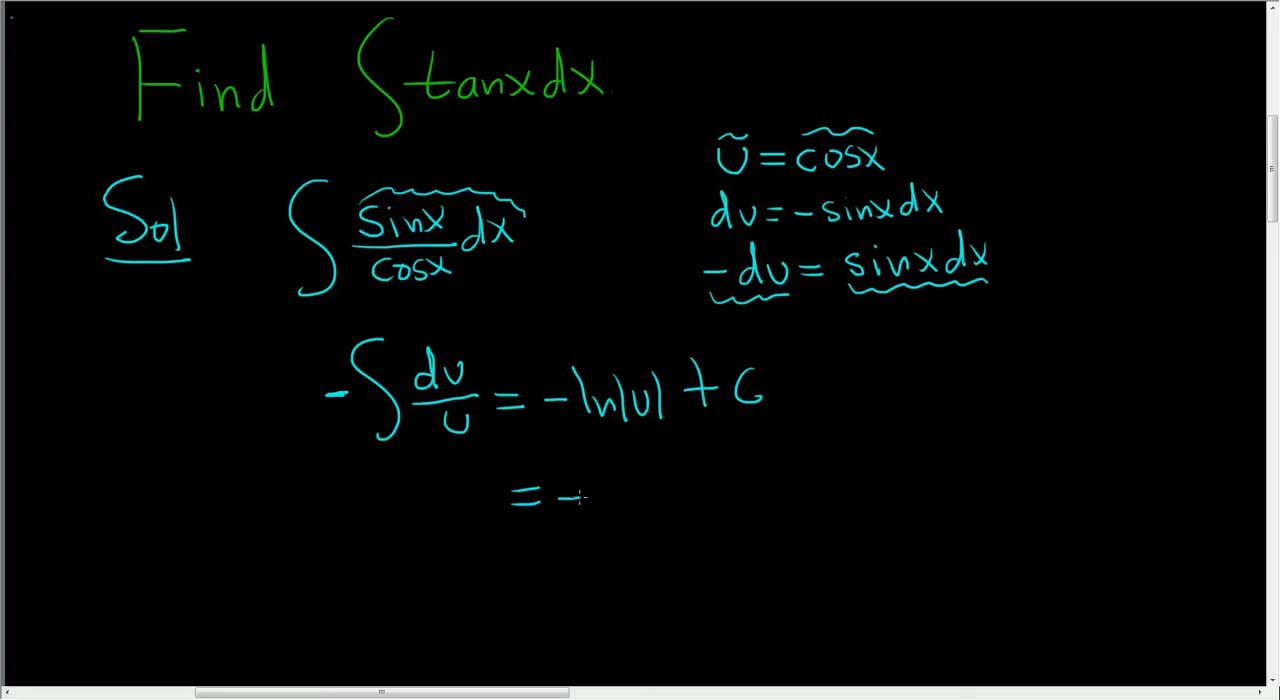 Find ∫tanxdx
Sol ∫ sinx/cosx dx
u = cosx
du = -sinxdx
-du = sinxdx
-∫ du/u = -ln|u| + C
= -